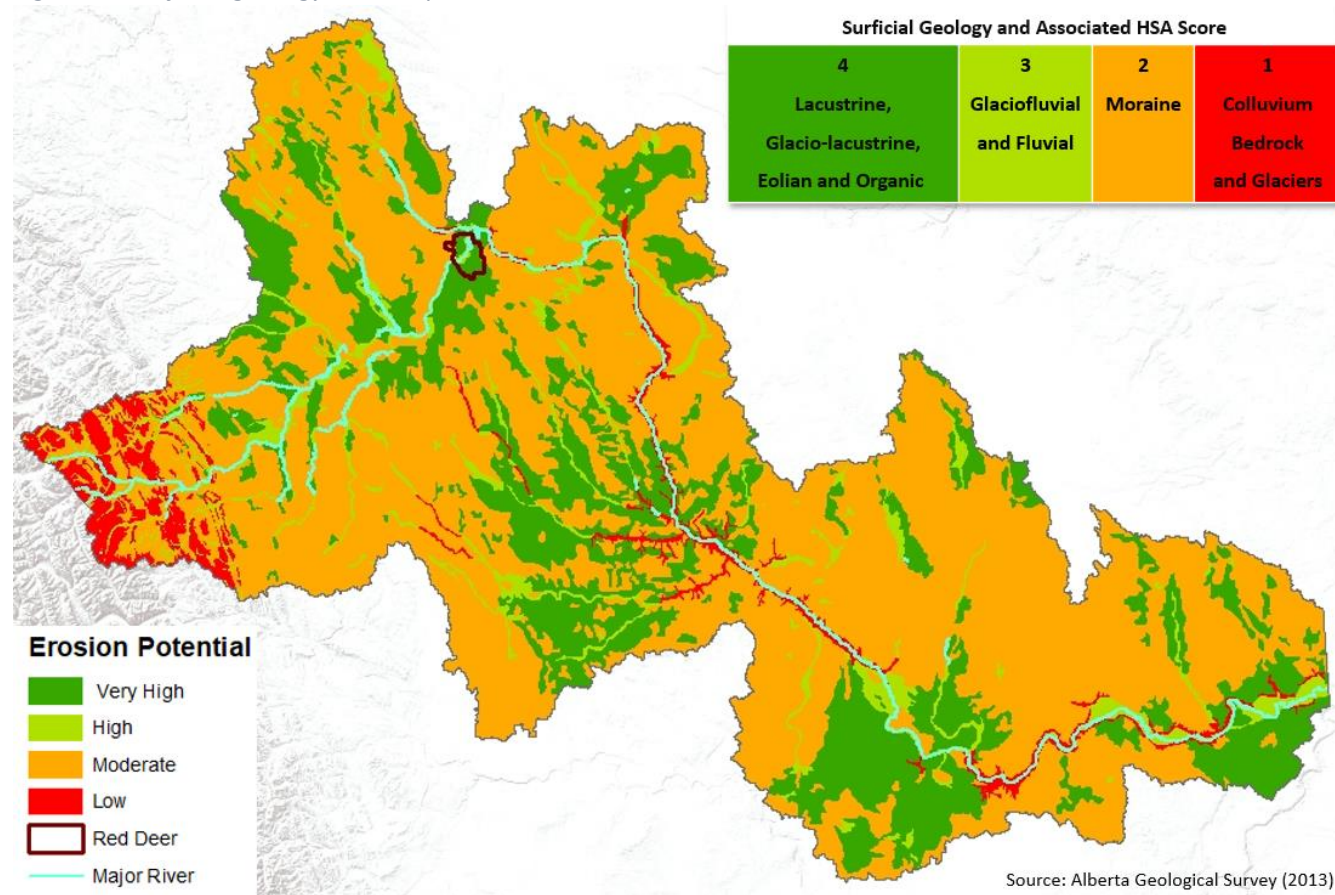 Surficial Geology and Associated HSA Score
4
Lacustrine,
Glacio-lacustrine,
Eolian and Organic
3
Glaciofluvial
and Fluvial
2
Moraine
1
Colluvium
Bedrock
and Glaciers
Erosion Potential
Very High
High
Moderate
Low
Red Deer
Major River
Source: Alberta Geological Survey (2013)